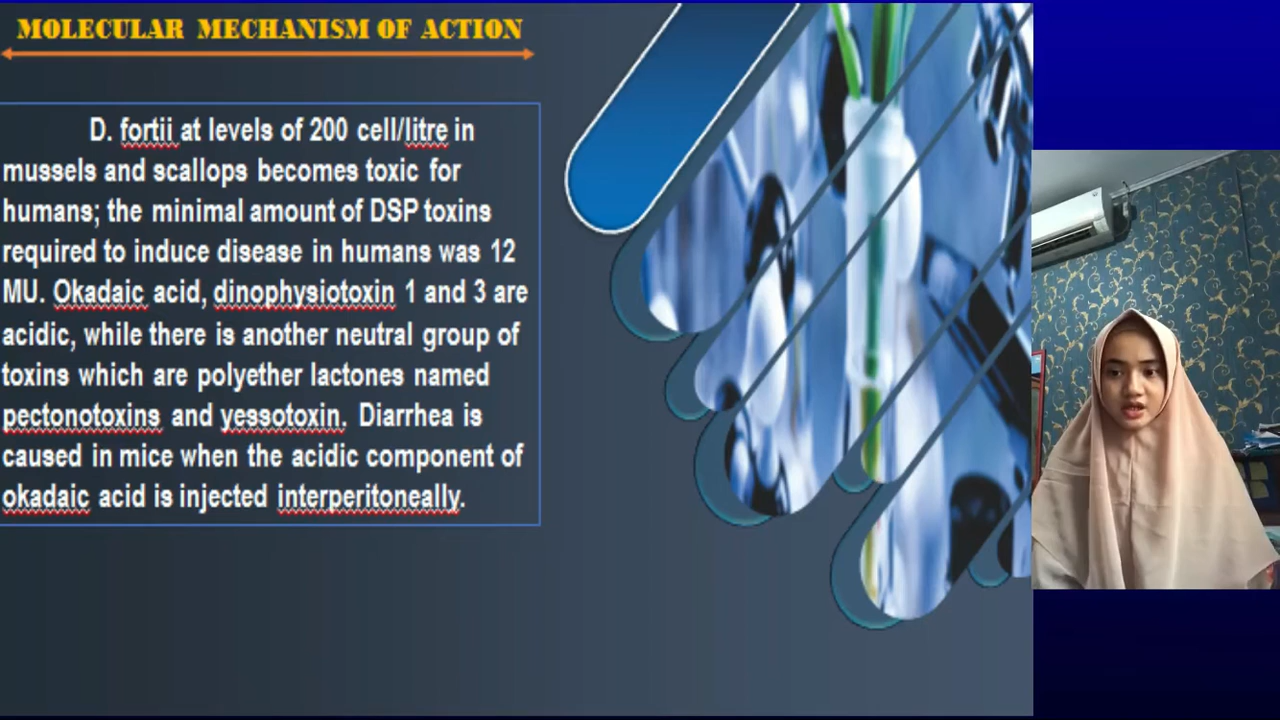 MOLECULAR MECHANISM OF ACTION
D. fortii at levels of 200 cell/litre in
mussels and scallops becomes toxic for
humans; the minimal amount of DSP toxins
required to induce disease in humans was 12
MU. Okadaic acid, dinophysiotoxin 1 and 3 are
acidic, while there is another neutral group of
toxins which are polyether lactones named
pectonotoxins and yessotoxin. Diarrhea is
caused in mice when the acidic component of
okadaic acid is injected interperitoneally.